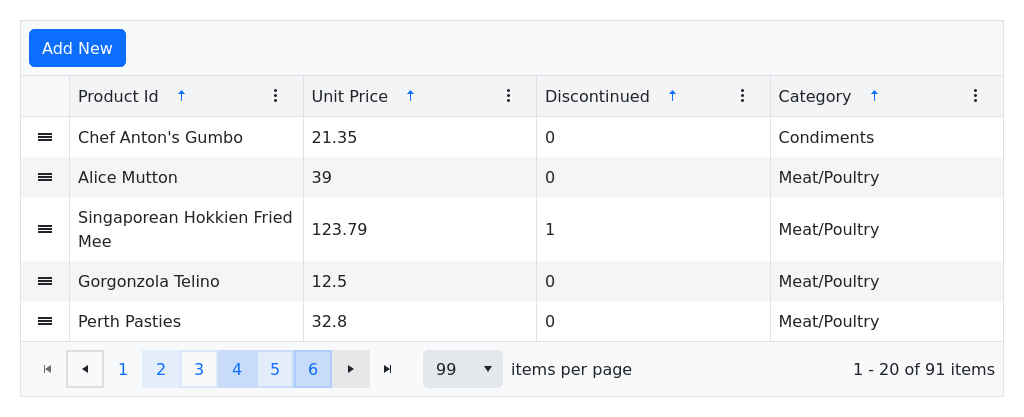 Add New
Product Id Unit Price Discontinued Category
Chef Anton's Gumbo 21.35 0 Condiments
Alice Mutton 39 0 Meat/Poultry
Singaporean Hokkien Fried
Mee 123.79 1 Meat/Poultry
Gorgonzola Telino 12.5 0 Meat/Poultry
Perth Pasties 32.8 0 Meat/Poultry
1 2 3 4 5 6 99 items per page 1 - 20 of 91 items